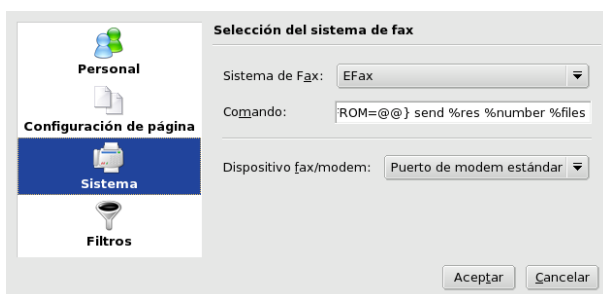 Personal
Configuración de página
Sistema
Filtros
Selección del sistema de fax
Sistema de Fax: EFax
Comando: ROM=@@} send %res %number %files
Dispositivo fax/modem: Puerto de modem estándar
Aceptar Cancelar